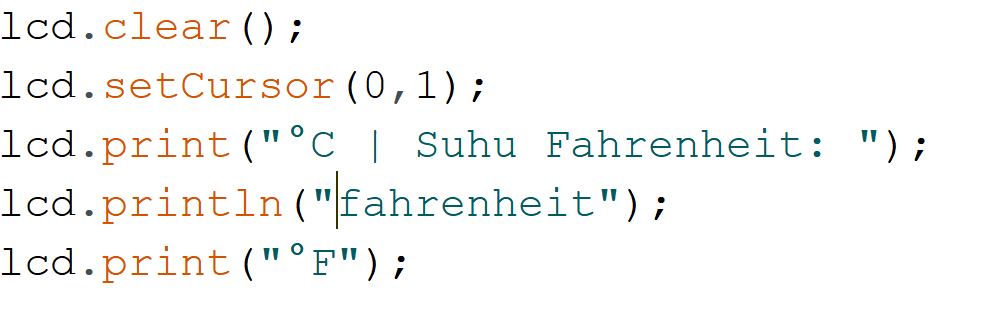 lcd.clear();
lcd.setCursor(0,1);
lcd.print("°C | Suhu Fahrenheit: ");
lcd.println("fahrenheit");
lcd.print("°F");